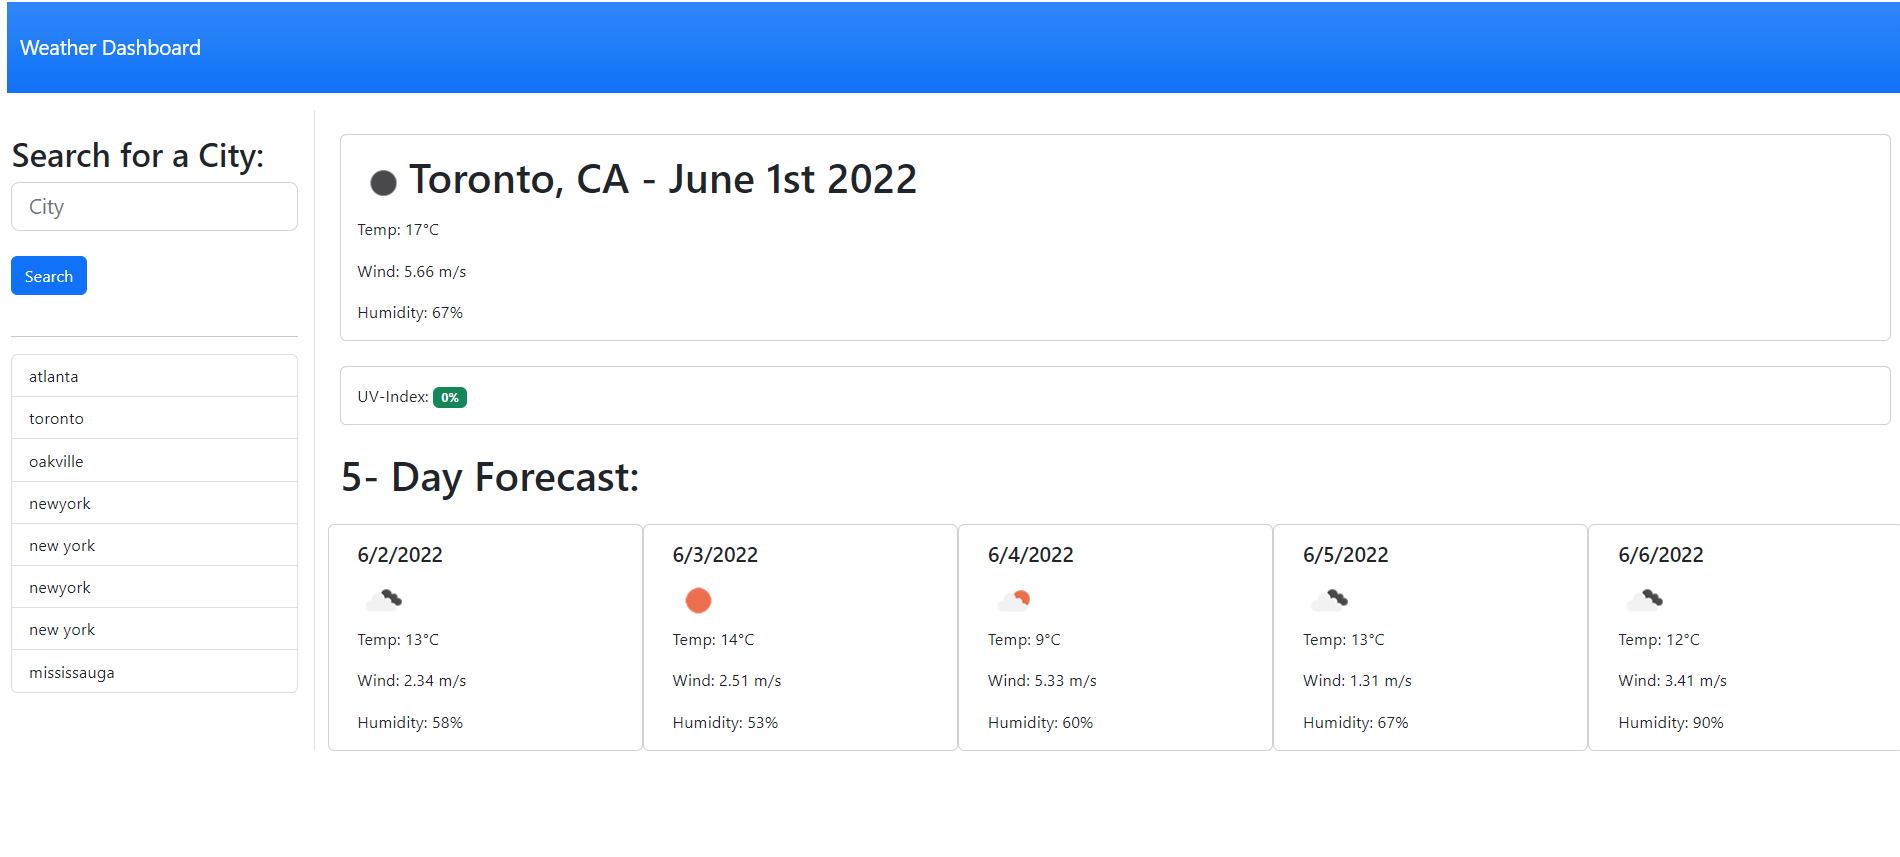 Weather Dashboard
Search for a City:
City
Search
atlanta
toronto
oakville
newyork
new york
newyork
new york
mississauga
Toronto, CA - June 1st 2022
Temp: 17°C
Wind: 5.66 m/s
Humidity: 67%
UV-Index: 0%
5- Day Forecast:
6/2/2022
Temp: 13°C
Wind: 2.34 m/s
Humidity: 58%
6/3/2022
Temp: 14°C
Wind: 2.51 m/s
Humidity: 53%
6/4/2022
Temp: 9°C
Wind: 5.33 m/s
Humidity: 60%
6/5/2022
Temp: 13°C
Wind: 1.31 m/s
Humidity: 67%
6/6/2022
Temp: 12°C
Wind: 3.41 m/s
Humidity: 90%